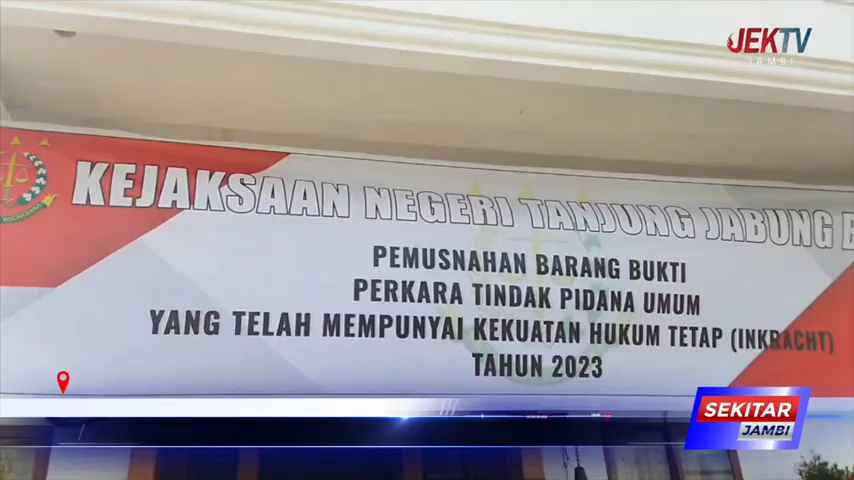 JEKTV
JAMBI
KEJAKSAAN NEGERI TANJUNG JABUNG B
PEMUSNAHAN BARANG BUKTI
PERKARA TINDAK PIDANA UMUM
YANG TELAH MEMPUNYAI KEKUATAN HUKUM TETAP (INKRACHT)
TAHUN 2023
SEKITAR
JAMBI